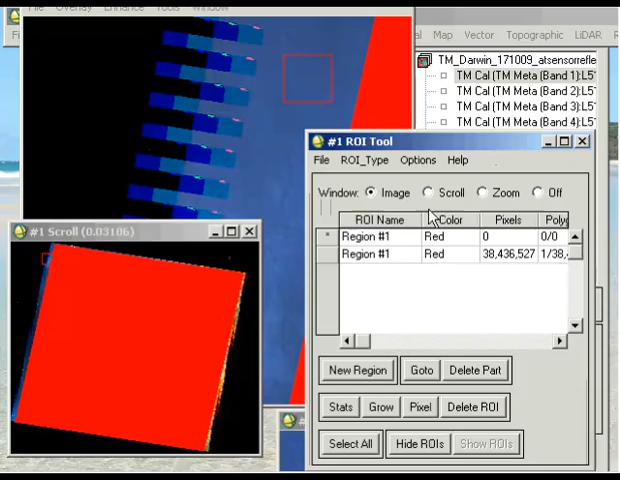 File Overlay Enhance Tools Window
Map Vector Topographic LiDAR
TM_Darwin_171009_atsensorrefle
TM Cal (TM Meta (Band 1):L5
TM Cal (TM Meta (Band 2):L5
TM Cal (TM Meta (Band 3):L5
TM Cal (TM Meta (Band 4):L5
#1 ROI Tool
File ROI_Type Options Help
Window: Image Scroll Zoom Off
ROI Name Color Pixels Polyg
* Region #1 Red 0 0/0
Region #1 Red 38,436,527 1/38,
#1 Scroll (0.03106)
New Region Goto Delete Part
Stats Grow Pixel Delete ROI
Select All Hide ROIs Show ROIs